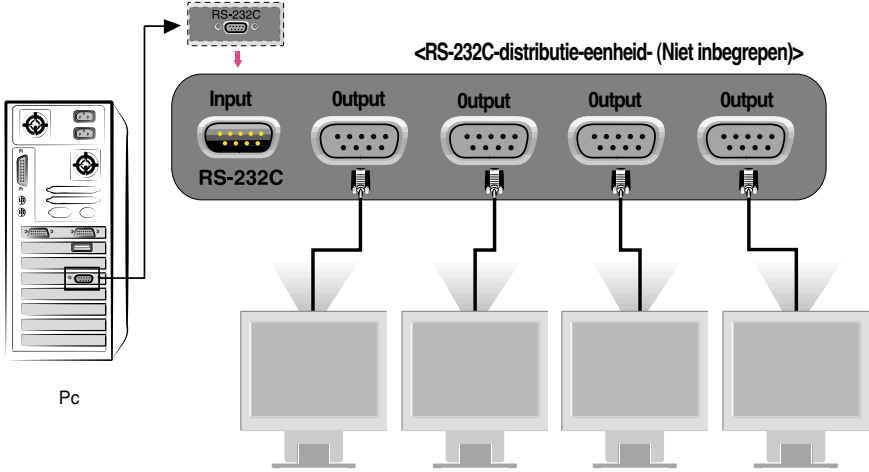 RS-232C
<RS-232C-distributie-eenheid- (Niet inbegrepen)>
Input 0utput 0utput 0utput 0utput
RS-232C
Pc